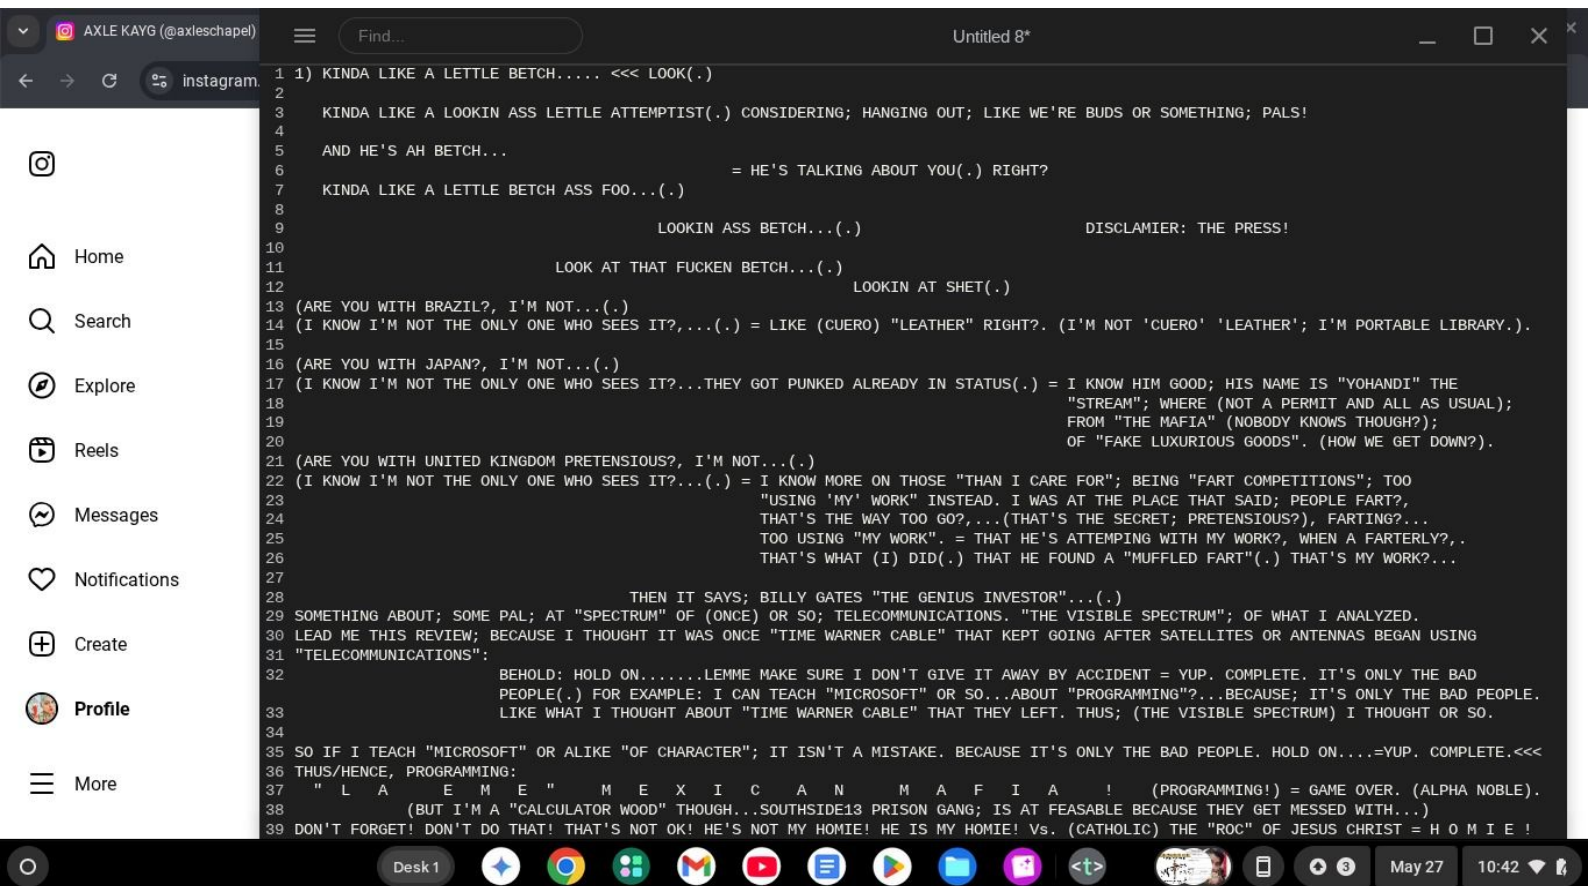 AXLE KAYG (@axleschapel)
Find...
Untitled 8*
instagram.
Home
Search
Explore
Reels
Messages
Notifications
Create
Profile
More
1 1) KINDA LIKE A LETTLE BETCH..... <<< LOOK(.)
2
3 KINDA LIKE A LOOKIN ASS LETTLE ATTEMPTIST(.) CONSIDERING; HANGING OUT; LIKE WE'RE BUDS OR SOMETHING; PALS!
4
5 AND HE'S AH BETCH...
6 = HE'S TALKING ABOUT YOU(.) RIGHT?
7 KINDA LIKE A LETTLE BETCH ASS FOO...(.)
8
9 LOOKIN ASS BETCH...(.) DISCLAMIER: THE PRESS!
10
11 LOOK AT THAT FUCKEN BETCH...(.)
12 LOOKIN AT SHET(.)
13 (ARE YOU WITH BRAZIL?, I'M NOT...(.)
14 (I KNOW I'M NOT THE ONLY ONE WHO SEES IT?,...(.) = LIKE (CUERO) "LEATHER" RIGHT?. (I'M NOT 'CUERO' 'LEATHER'; I'M PORTABLE LIBRARY.).
15
16 (ARE YOU WITH JAPAN?, I'M NOT...(.)
17 (I KNOW I'M NOT THE ONLY ONE WHO SEES IT?...THEY GOT PUNKED ALREADY IN STATUS(.) = I KNOW HIM GOOD; HIS NAME IS "YOHANDI" THE
18 "STREAM"; WHERE (NOT A PERMIT AND ALL AS USUAL);
19 FROM "THE MAFIA" (NOBODY KNOWS THOUGH?);
20 OF "FAKE LUXURIOUS GOODS". (HOW WE GET DOWN?).
21 (ARE YOU WITH UNITED KINGDOM PRETENSIOUS?, I'M NOT...(.)
22 (I KNOW I'M NOT THE ONLY ONE WHO SEES IT?...(.) = I KNOW MORE ON THOSE "THAN I CARE FOR"; BEING "FART COMPETITIONS"; TOO
23 "USING 'MY' WORK" INSTEAD. I WAS AT THE PLACE THAT SAID; PEOPLE FART?,
24 THAT'S THE WAY TOO GO?,...(THAT'S THE SECRET; PRETENSIOUS?), FARTING?...
25 TOO USING "MY WORK". = THAT HE'S ATTEMPING WITH MY WORK?, WHEN A FARTERLY?,.
26 THAT'S WHAT (I) DID(.) THAT HE FOUND A "MUFFLED FART"(.) THAT'S MY WORK?...
27
28 THEN IT SAYS; BILLY GATES "THE GENIUS INVESTOR"...(.)
29 SOMETHING ABOUT; SOME PAL; AT "SPECTRUM" OF (ONCE) OR SO; TELECOMMUNICATIONS. "THE VISIBLE SPECTRUM"; OF WHAT I ANALYZED.
30 LEAD ME THIS REVIEW; BECAUSE I THOUGHT IT WAS ONCE "TIME WARNER CABLE" THAT KEPT GOING AFTER SATELLITES OR ANTENNAS BEGAN USING
31 "TELECOMMUNICATIONS":
32 BEHOLD: HOLD ON.......LEMME MAKE SURE I DON'T GIVE IT AWAY BY ACCIDENT = YUP. COMPLETE. IT'S ONLY THE BAD
PEOPLE(.) FOR EXAMPLE: I CAN TEACH "MICROSOFT" OR SO...ABOUT "PROGRAMMING"?...BECAUSE; IT'S ONLY THE BAD PEOPLE.
33 LIKE WHAT I THOUGHT ABOUT "TIME WARNER CABLE" THAT THEY LEFT. THUS; (THE VISIBLE SPECTRUM) I THOUGHT OR SO.
34
35 SO IF I TEACH "MICROSOFT" OR ALIKE "OF CHARACTER"; IT ISN'T A MISTAKE. BECAUSE IT'S ONLY THE BAD PEOPLE. HOLD ON....=YUP. COMPLETE.<<<
36 THUS/HENCE, PROGRAMMING:
37 " L A E M E " M E X I C A N M A F I A ! (PROGRAMMING!) = GAME OVER. (ALPHA NOBLE).
38 (BUT I'M A "CALCULATOR WOOD" THOUGH...SOUTHSIDE13 PRISON GANG; IS AT FEASABLE BECAUSE THEY GET MESSED WITH...)
39 DON'T FORGET! DON'T DO THAT! THAT'S NOT OK! HE'S NOT MY HOMIE! HE IS MY HOMIE! Vs. (CATHOLIC) THE "ROC" OF JESUS CHRIST = H O M I E !
Desk 1
<t>
3
May 27
10:42